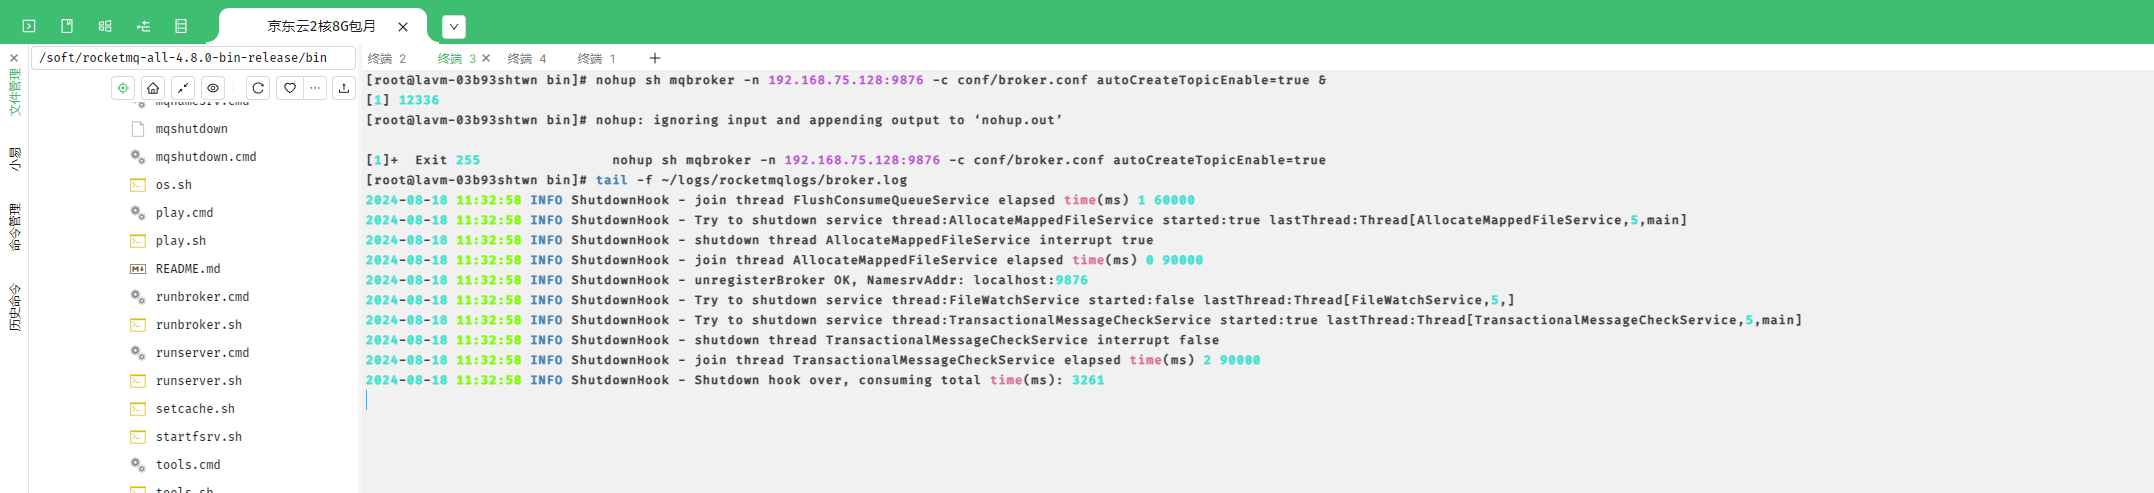 京东云2核8G包月
/soft/rocketmq-all-4.8.0-bin-release/bin
终端 2
终端 3
终端 4
终端 1
文件管理
小易
命令管理
历史命令
mqnamesrv.cmd
mqshutdown
mqshutdown.cmd
os.sh
play.cmd
play.sh
README.md
runbroker.cmd
runbroker.sh
runserver.cmd
runserver.sh
setcache.sh
startfsrv.sh
tools.cmd
tools.sh
[root@lavm-03b93shtwn bin]# nohup sh mqbroker -n 192.168.75.128:9876 -c conf/broker.conf autoCreateTopicEnable=true &
[1] 12336
[root@lavm-03b93shtwn bin]# nohup: ignoring input and appending output to ‘nohup.out’
[1]+  Exit 255                nohup sh mqbroker -n 192.168.75.128:9876 -c conf/broker.conf autoCreateTopicEnable=true
[root@lavm-03b93shtwn bin]# tail -f ~/logs/rocketmqlogs/broker.log
2024-08-18 11:32:58 INFO ShutdownHook - join thread FlushConsumeQueueService elapsed time(ms) 1 60000
2024-08-18 11:32:58 INFO ShutdownHook - Try to shutdown service thread:AllocateMappedFileService started:true lastThread:Thread[AllocateMappedFileService,5,main]
2024-08-18 11:32:58 INFO ShutdownHook - shutdown thread AllocateMappedFileService interrupt true
2024-08-18 11:32:58 INFO ShutdownHook - join thread AllocateMappedFileService elapsed time(ms) 0 90000
2024-08-18 11:32:58 INFO ShutdownHook - unregisterBroker OK, NamesrvAddr: localhost:9876
2024-08-18 11:32:58 INFO ShutdownHook - Try to shutdown service thread:FileWatchService started:false lastThread:Thread[FileWatchService,5,]
2024-08-18 11:32:58 INFO ShutdownHook - Try to shutdown service thread:TransactionalMessageCheckService started:true lastThread:Thread[TransactionalMessageCheckService,5,main]
2024-08-18 11:32:58 INFO ShutdownHook - shutdown thread TransactionalMessageCheckService interrupt false
2024-08-18 11:32:58 INFO ShutdownHook - join thread TransactionalMessageCheckService elapsed time(ms) 2 90000
2024-08-18 11:32:58 INFO ShutdownHook - Shutdown hook over, consuming total time(ms): 3261